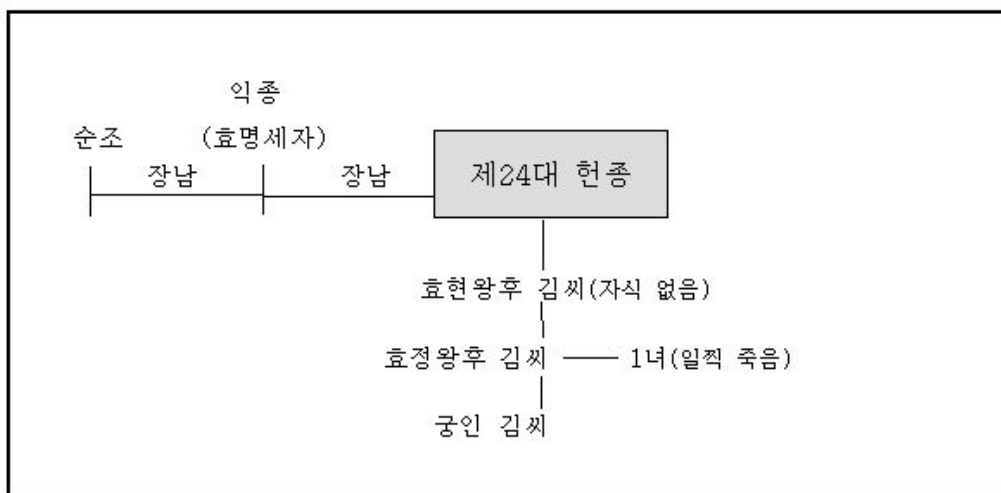 익종
순조 (효명세자)
장남 장남 제24대 헌종
효현왕후 김씨(자식 없음)
효정왕후 김씨 1녀(일찍 죽음)
궁인 김씨